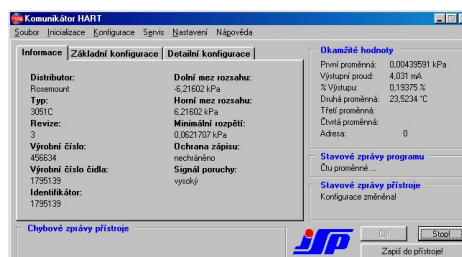 Komunikátor HART
Soubor Inicializace Konfigurace Servis Nastavení Nápověda
Informace Základní konfigurace Detailní konfigurace
Distributor:
Rosemount
Typ:
3051C
Revize:
3
Výrobní číslo:
456634
Výrobní číslo čidla:
1795139
Identifikátor:
1795139
Dolní mez rozsahu:
-6,21602 kPa
Horní mez rozsahu:
6,21602 kPa
Minimální rozpětí:
0,0621707 kPa
Ochrana zápisu:
nechráněno
Signál poruchy:
vysoký
Okamžité hodnoty
První proměnná: 0,00439591 kPa
Výstupní proud: 4,031 mA
% Výstupu: 0,19375 %
Druhá proměnná: 23,5234 °C
Třetí proměnná:
Čtvrtá proměnná:
Adresa: 0
Stavové zprávy programu
Čtu proměnné ...
Stavové zprávy přístroje
Konfigurace změněna!
Chybové zprávy přístroje
JSP
Čti! Stop!
Zapiš do přístroje!